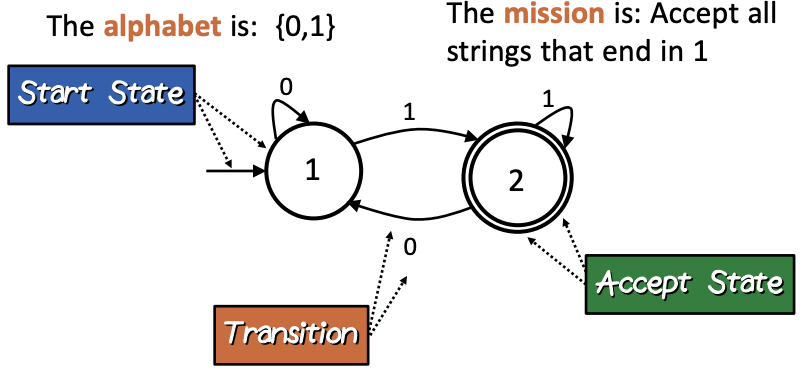 The alphabet is: {0,1}
The mission is: Accept all
strings that end in 1
Start State
0
1
1
1
2
0
Accept State
Transition